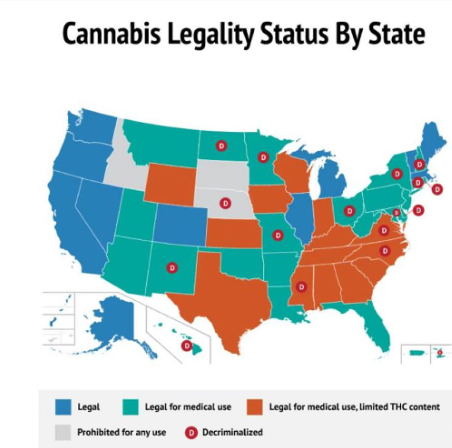 Cannabis Legality Status By State
D D
D D D
D D D D
D D D
D D D
D
D
Legal Legal for medical use Legal for medical use, limited THC content
Prohibited for any use D Decriminalized